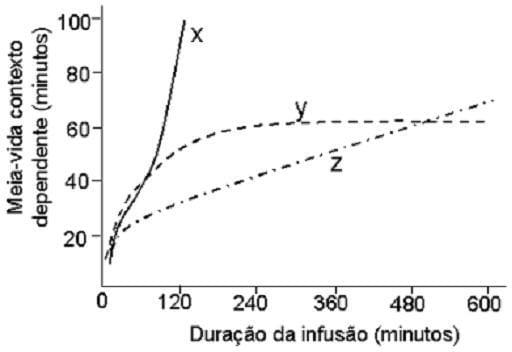 Meia-vida contexto
dependente (minutos)
100
80
60
40
20
x
y
z
0 120 240 360 480 600
Duração da infusão (minutos)